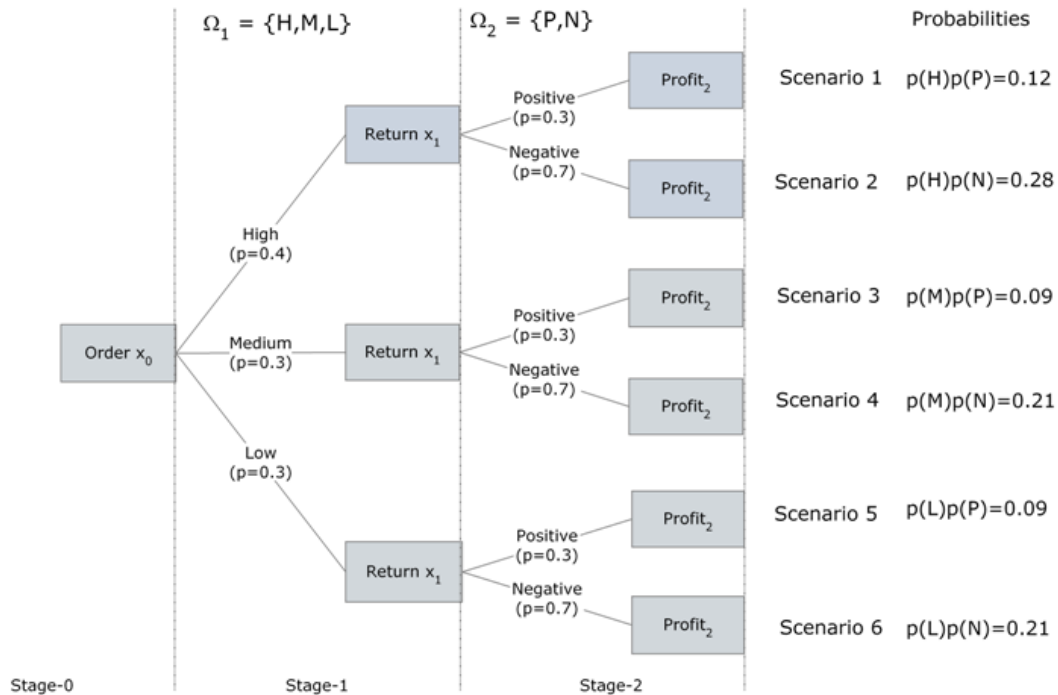 Ω₁ = {H,M,L}
Ω₂ = {P,N}
Probabilities
Profit₂
Scenario 1
p(H)p(P)=0.12
Positive
(p=0.3)
Return x₁
Negative
(p=0.7)
Profit₂
Scenario 2
p(H)p(N)=0.28
High
(p=0.4)
Profit₂
Scenario 3
p(M)p(P)=0.09
Positive
(p=0.3)
Order x₀
Medium
(p=0.3)
Return x₁
Negative
(p=0.7)
Profit₂
Scenario 4
p(M)p(N)=0.21
Low
(p=0.3)
Profit₂
Scenario 5
p(L)p(P)=0.09
Positive
(p=0.3)
Return x₁
Negative
(p=0.7)
Profit₂
Scenario 6
p(L)p(N)=0.21
Stage-0
Stage-1
Stage-2